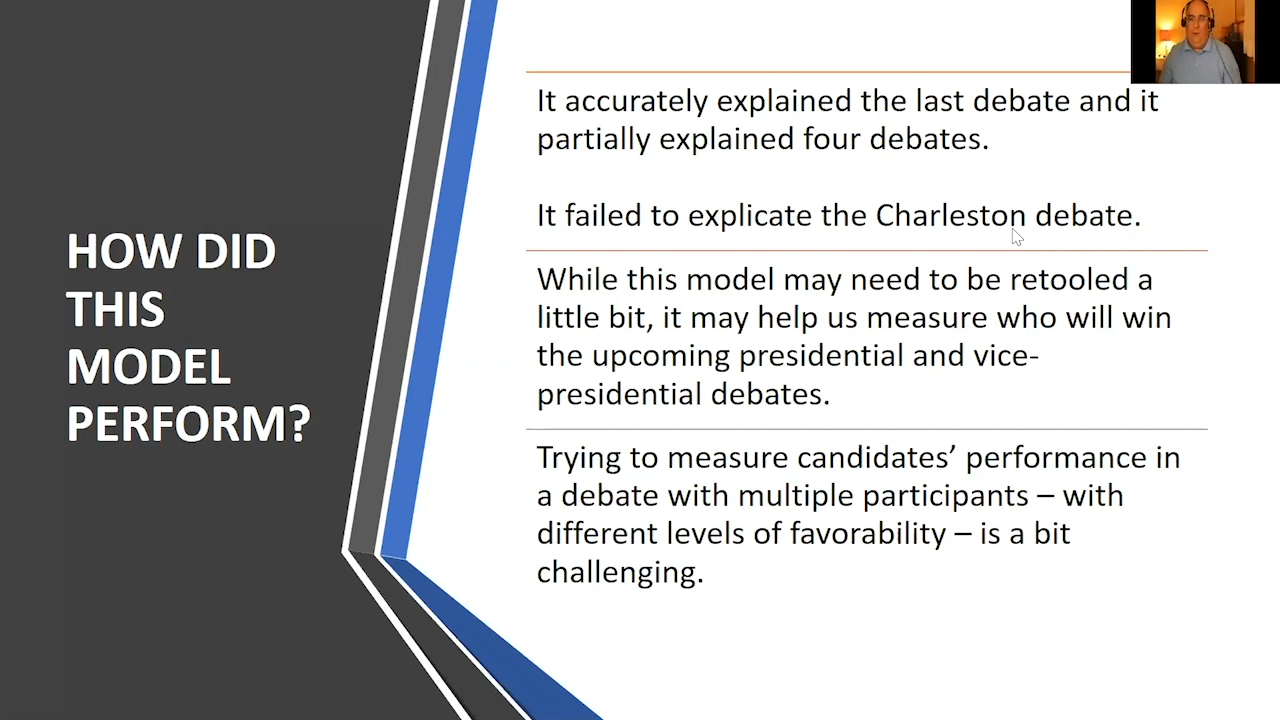 HOW DID
THIS
MODEL
PERFORM?
It accurately explained the last debate and it
partially explained four debates.
It failed to explicate the Charleston debate.
While this model may need to be retooled a
little bit, it may help us measure who will win
the upcoming presidential and vice-
presidential debates.
Trying to measure candidates’ performance in
a debate with multiple participants – with
different levels of favorability – is a bit
challenging.